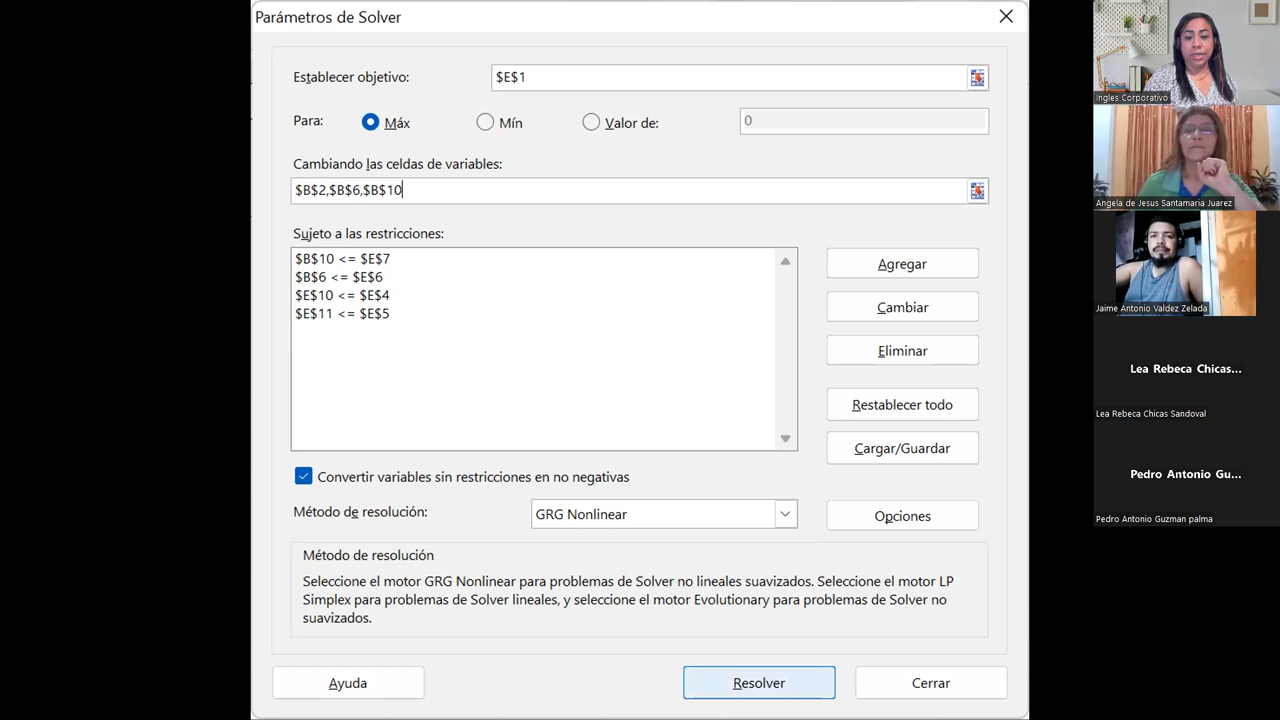 Parámetros de Solver
Establecer objetivo:
$E$1
Para:
Máx
Mín
Valor de:
0
Cambiando las celdas de variables:
$B$2,$B$6,$B$10
Sujeto a las restricciones:
$B$10 <= $E$7
$B$6 <= $E$6
$E$10 <= $E$4
$E$11 <= $E$5
Agregar
Cambiar
Eliminar
Restablecer todo
Cargar/Guardar
Convertir variables sin restricciones en no negativas
Método de resolución:
GRG Nonlinear
Opciones
Método de resolución
Seleccione el motor GRG Nonlinear para problemas de Solver no lineales suavizados. Seleccione el motor LP
Simplex para problemas de Solver lineales, y seleccione el motor Evolutionary para problemas de Solver no
suavizados.
Ayuda
Resolver
Cerrar
Ingles Corporativo
Angela de Jesus Santamaria Juarez
Jaime Antonio Valdez Zelada
Lea Rebeca Chicas...
Lea Rebeca Chicas Sandoval
Pedro Antonio Gu...
Pedro Antonio Guzman palma